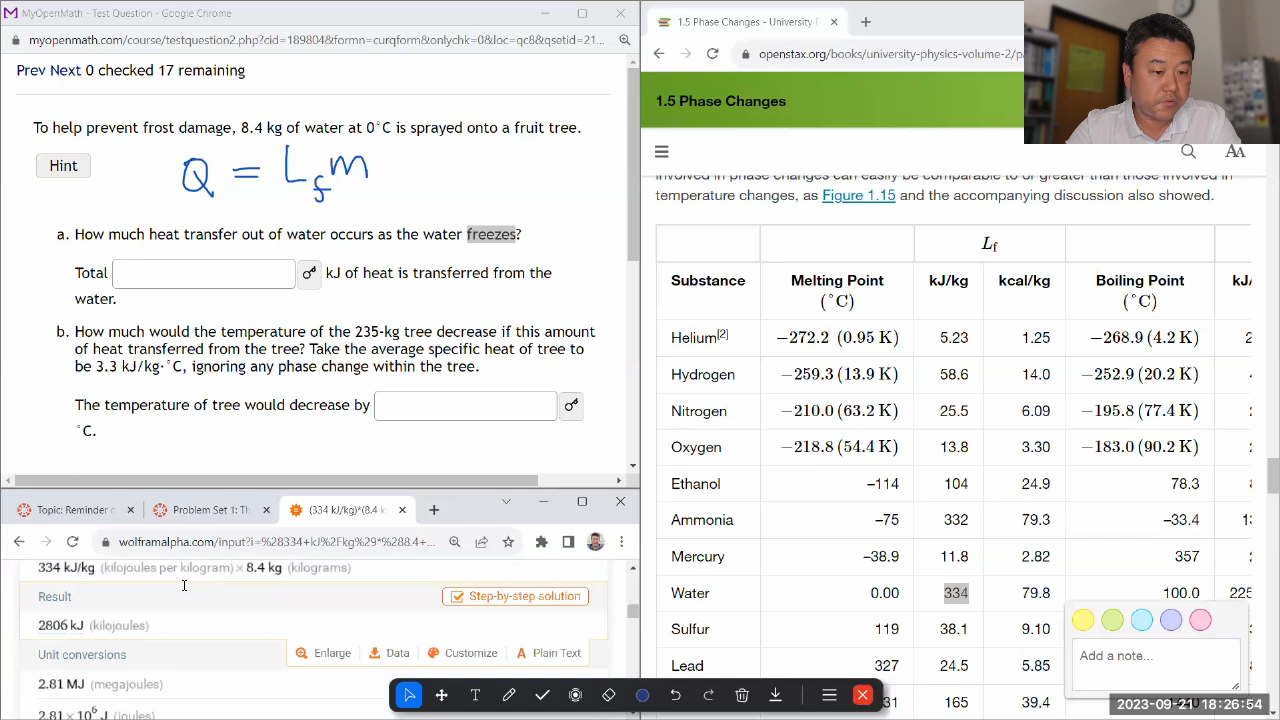 MyOpenMath - Test Question - Google Chrome
myopenmath.com/course/testquestion2.php?cid=189804&formn=curqform&onlychk=0&loc=qc8&qsetid=21...
Prev Next 0 checked 17 remaining
To help prevent frost damage, 8.4 kg of water at 0°C is sprayed onto a fruit tree.
Hint
Q = L_f m
a. How much heat transfer out of water occurs as the water freezes?
Total kJ of heat is transferred from the
water.
b. How much would the temperature of the 235-kg tree decrease if this amount
of heat transferred from the tree? Take the average specific heat of tree to
be 3.3 kJ/kg·°C, ignoring any phase change within the tree.
The temperature of tree would decrease by
°C.
Topic: Reminder
Problem Set 1: Th
(334 kJ/kg)*(8.4 k
wolframalpha.com/input?i=%28334+kJ%2Fkg%29*%288.4+...
334 kJ/kg (kilojoules per kilogram) × 8.4 kg (kilograms)
Result
Step-by-step solution
2806 kJ (kilojoules)
Enlarge Data Customize Plain Text
Unit conversions
2.81 MJ (megajoules)
2.81×10⁶ J (joules)
1.5 Phase Changes - University P
openstax.org/books/university-physics-volume-2/pa
1.5 Phase Changes
involved in phase changes can easily be comparable to or greater than those involved in
temperature changes, as Figure 1.15 and the accompanying discussion also showed.
L_f
Substance Melting Point (°C) kJ/kg kcal/kg Boiling Point (°C) kJ/
Helium[2] −272.2 (0.95 K) 5.23 1.25 −268.9 (4.2 K) 2
Hydrogen −259.3 (13.9 K) 58.6 14.0 −252.9 (20.2 K) 4
Nitrogen −210.0 (63.2 K) 25.5 6.09 −195.8 (77.4 K) 2
Oxygen −218.8 (54.4 K) 13.8 3.30 −183.0 (90.2 K) 2
Ethanol −114 104 24.9 78.3 8
Ammonia −75 332 79.3 −33.4 13
Mercury −38.9 11.8 2.82 357 2
Water 0.00 334 79.8 100.0 225
Sulfur 119 38.1 9.10
Lead 327 24.5 5.85
31 165 39.4
Add a note...
AA
2023-09-21 18:26:54